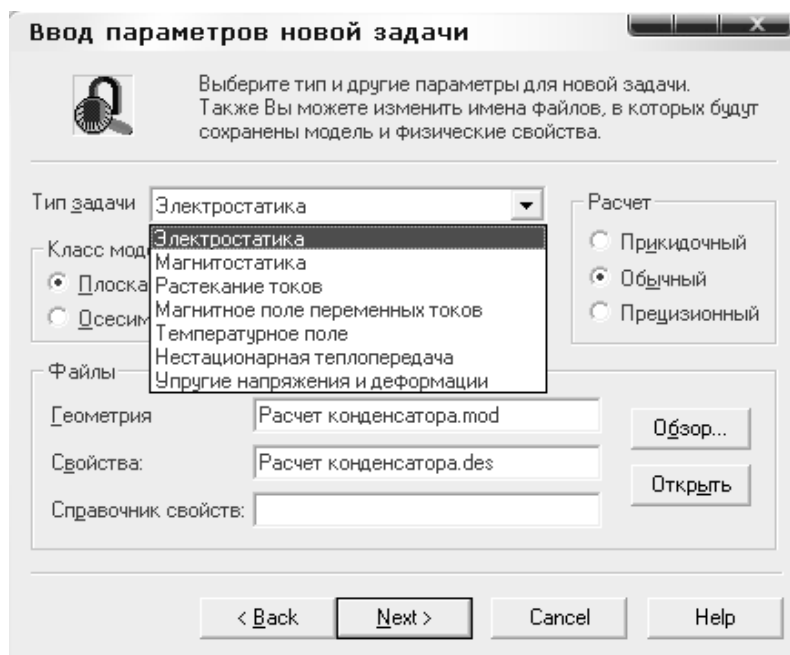 Ввод параметров новой задачи
Выберите тип и другие параметры для новой задачи.
Также Вы можете изменить имена файлов, в которых будут
сохранены модель и физические свойства.
Тип задачи
Электростатика
Электростатика
Магнитостатика
Растекание токов
Магнитное поле переменных токов
Температурное поле
Нестационарная теплопередача
Упругие напряжения и деформации
Класс мод
Плоска
Осесим
Расчет
Прикидочный
Обычный
Прецизионный
Файлы
Геометрия
Расчет конденсатора.mod
Свойства:
Расчет конденсатора.des
Справочник свойств:
Обзор...
Открыть
< Back
Next >
Cancel
Help